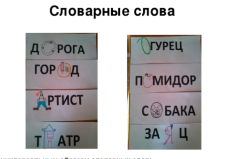 Словарные слова
Д РОГА
ГОР Д
РТИСТ
Т АТР
ГУРЕЦ
П МИДОР
С БАКА
ЗА Ц